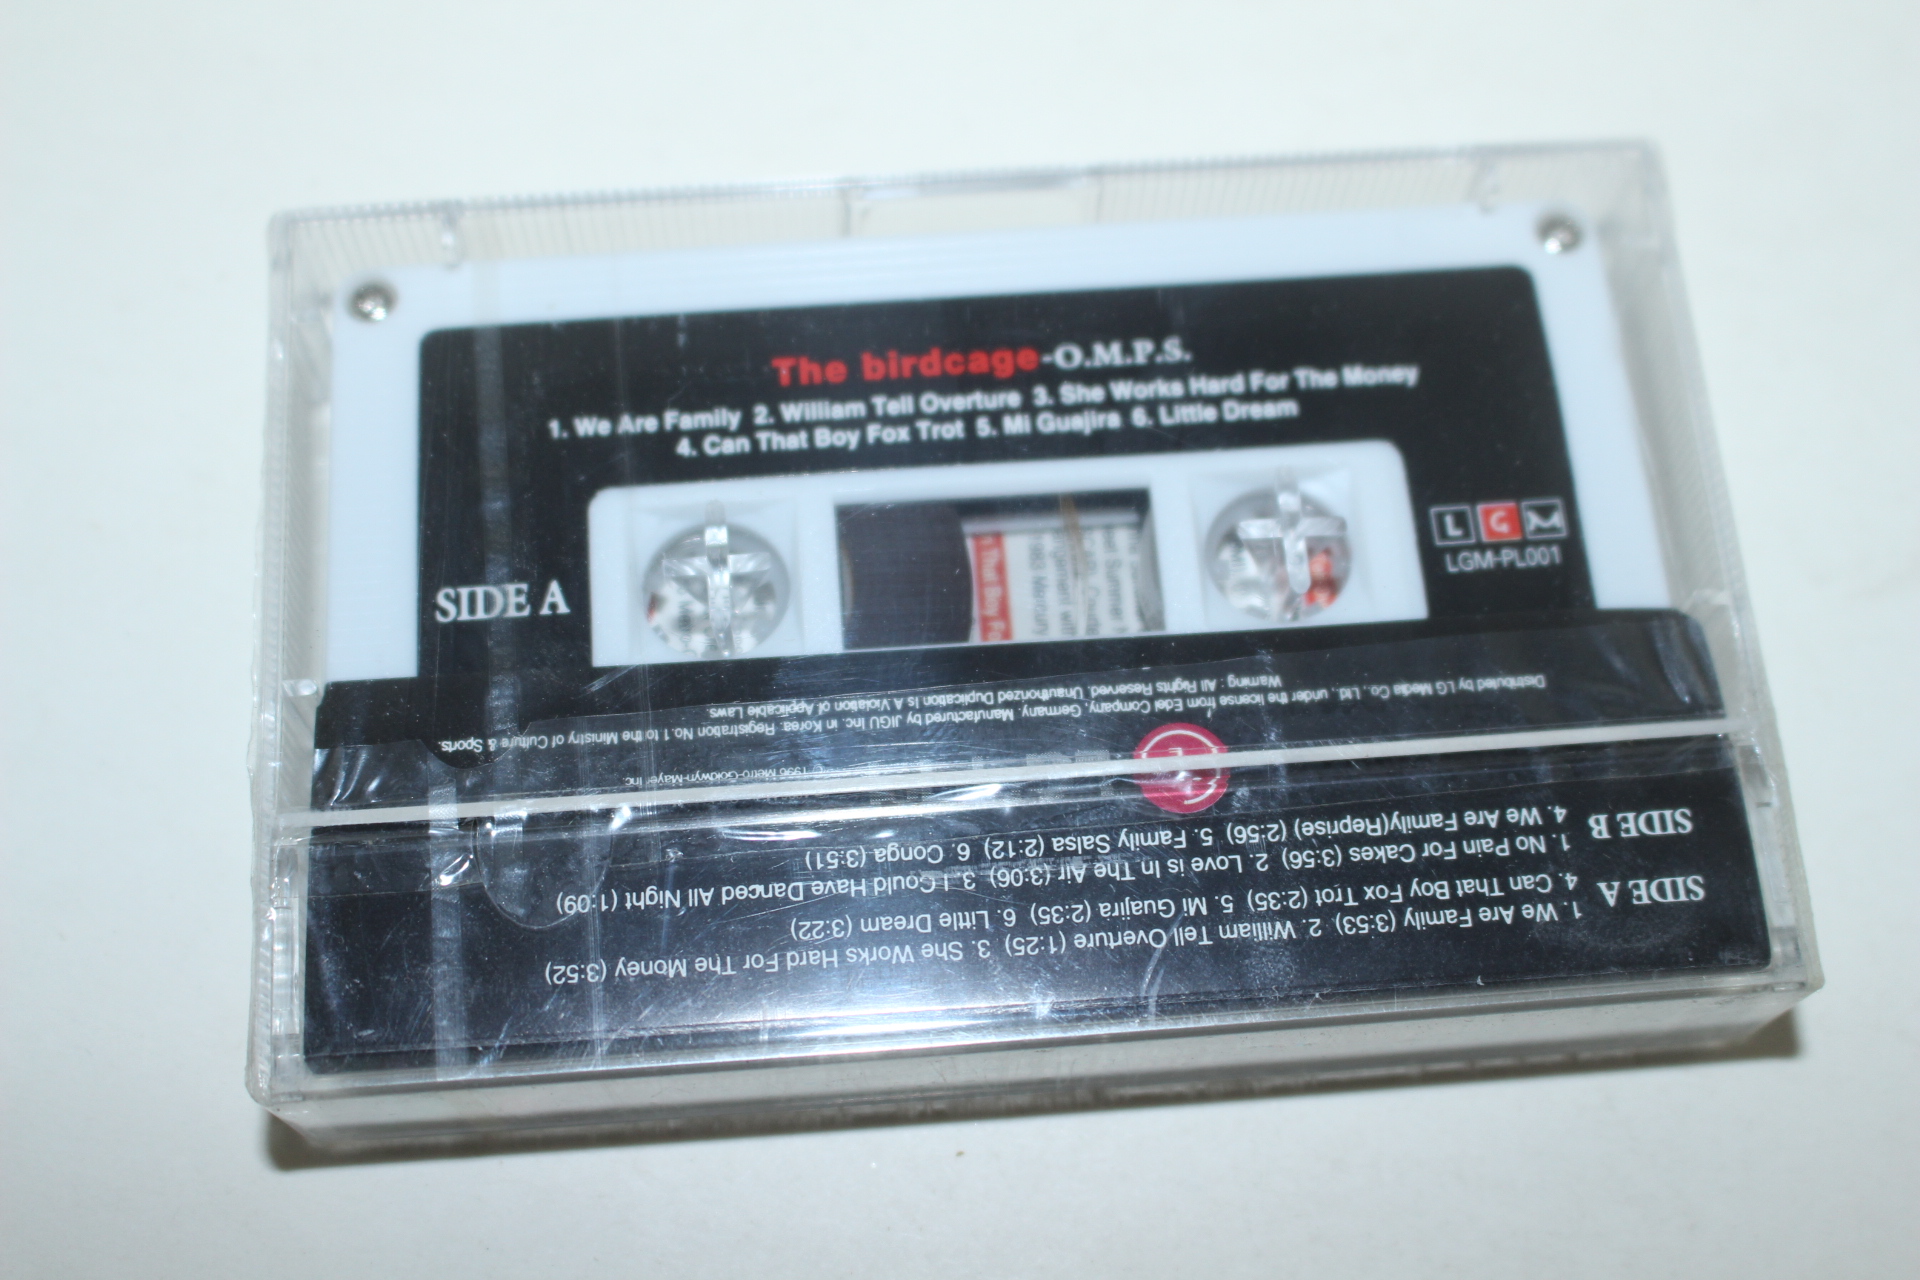 The birdcage-O.M.P.S.
1. We Are Family 2. William Tell Overture 3. She Works Hard For The Money
4. Can That Boy Fox Trot 5. Mi Guajira 6. Little Dream
SIDE A
L G M
LGM-PL001
SIDE A
1. We Are Family (3:53) 2. William Tell Overture (1:25) 3. She Works Hard For The Money (3:52)
4. Can That Boy Fox Trot (2:35) 5. Mi Guajira (2:35) 6. Little Dream (3:22)
SIDE B
1. No Pain For Cakes (3:56) 2. Love is In The Air (3:06) 3. I Could Have Danced All Night (1:09)
4. We Are Family(Reprise) (2:56) 5. Family Salsa (2:12) 6. Conga (3:51)
1996 Metro-Goldwyn-Mayer Inc
Distributed by LG Media Co., Ltd., under the license from Edel Company, Germany. Manufactured by JIGU Inc. in Korea. Registration No.1 to the Ministry of Culture & Sports.
Warning : All Rights Reserved. Unauthorized Duplication Is A Violation of Applicable Laws.